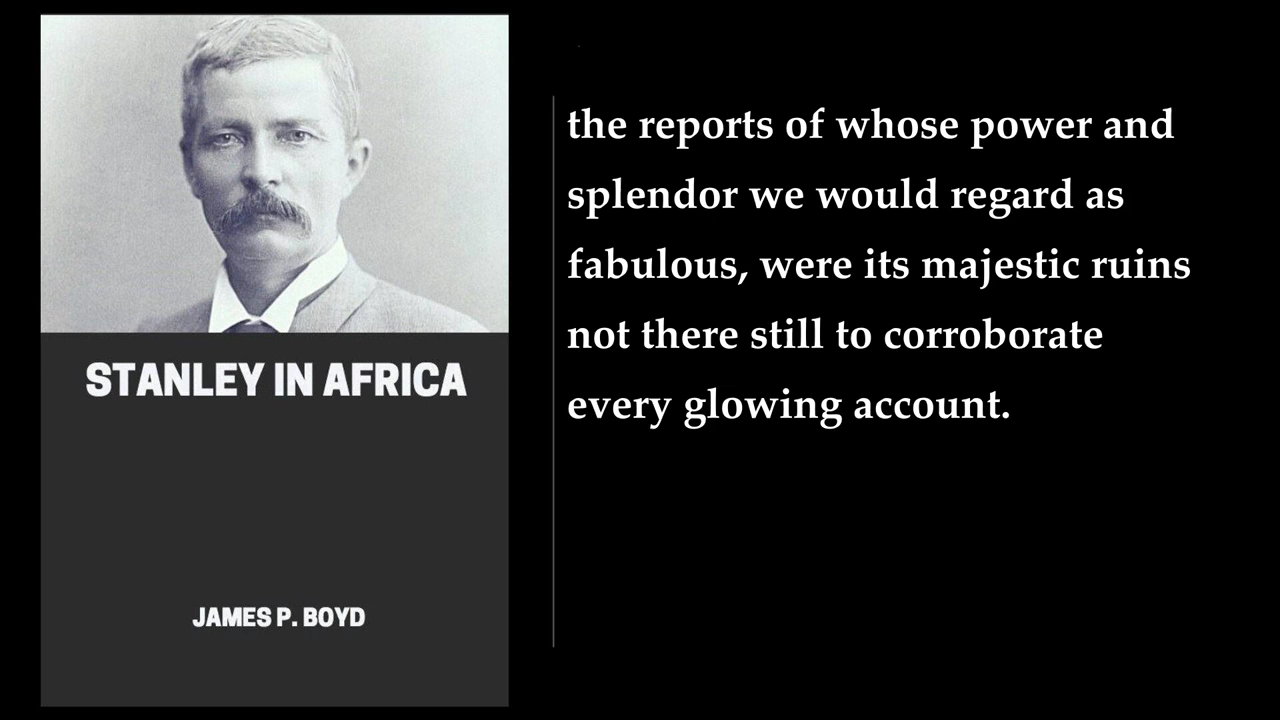 STANLEY IN AFRICA
JAMES P. BOYD
the reports of whose power and
splendor we would regard as
fabulous, were its majestic ruins
not there still to corroborate
every glowing account.